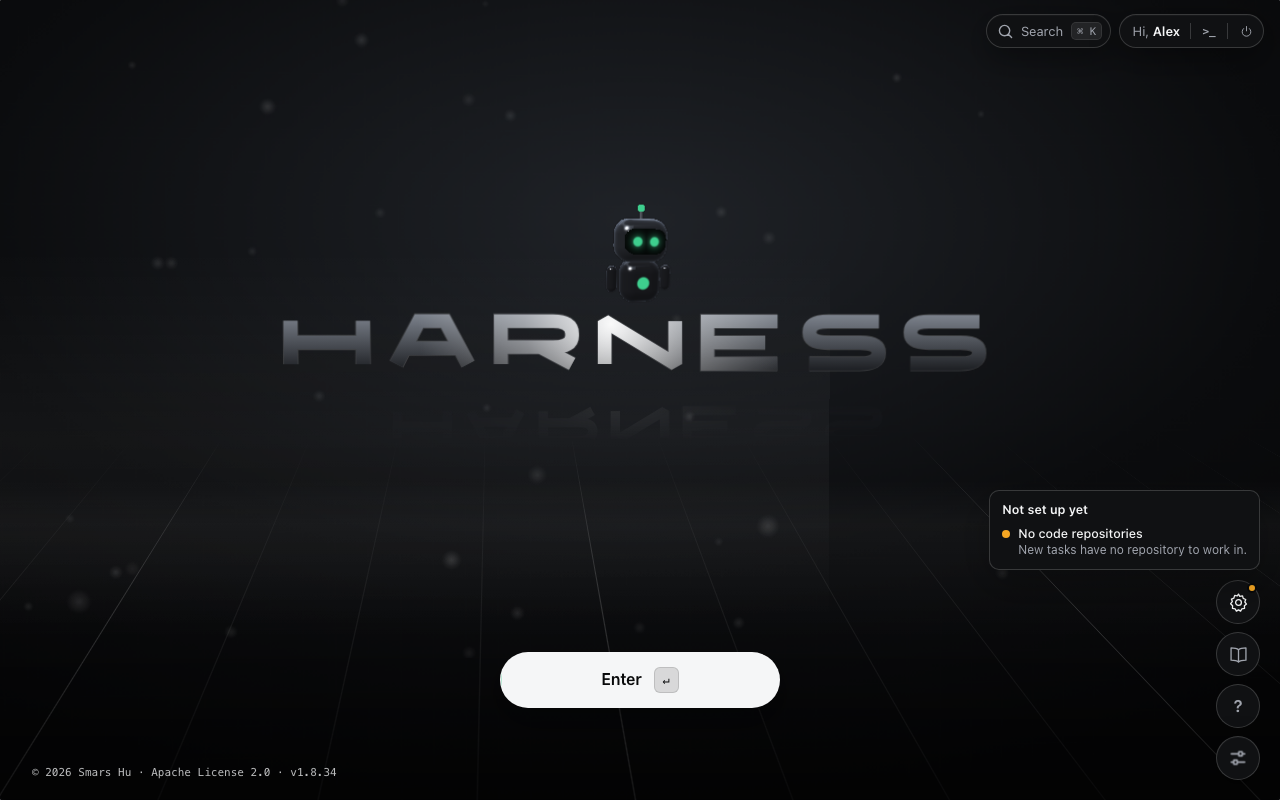 Search ⌘ K
Hi, Alex >_
HARNESS
Not set up yet
No code repositories
New tasks have no repository to work in.
Enter ↵
?
© 2026 Smars Hu · Apache License 2.0 · v1.8.34